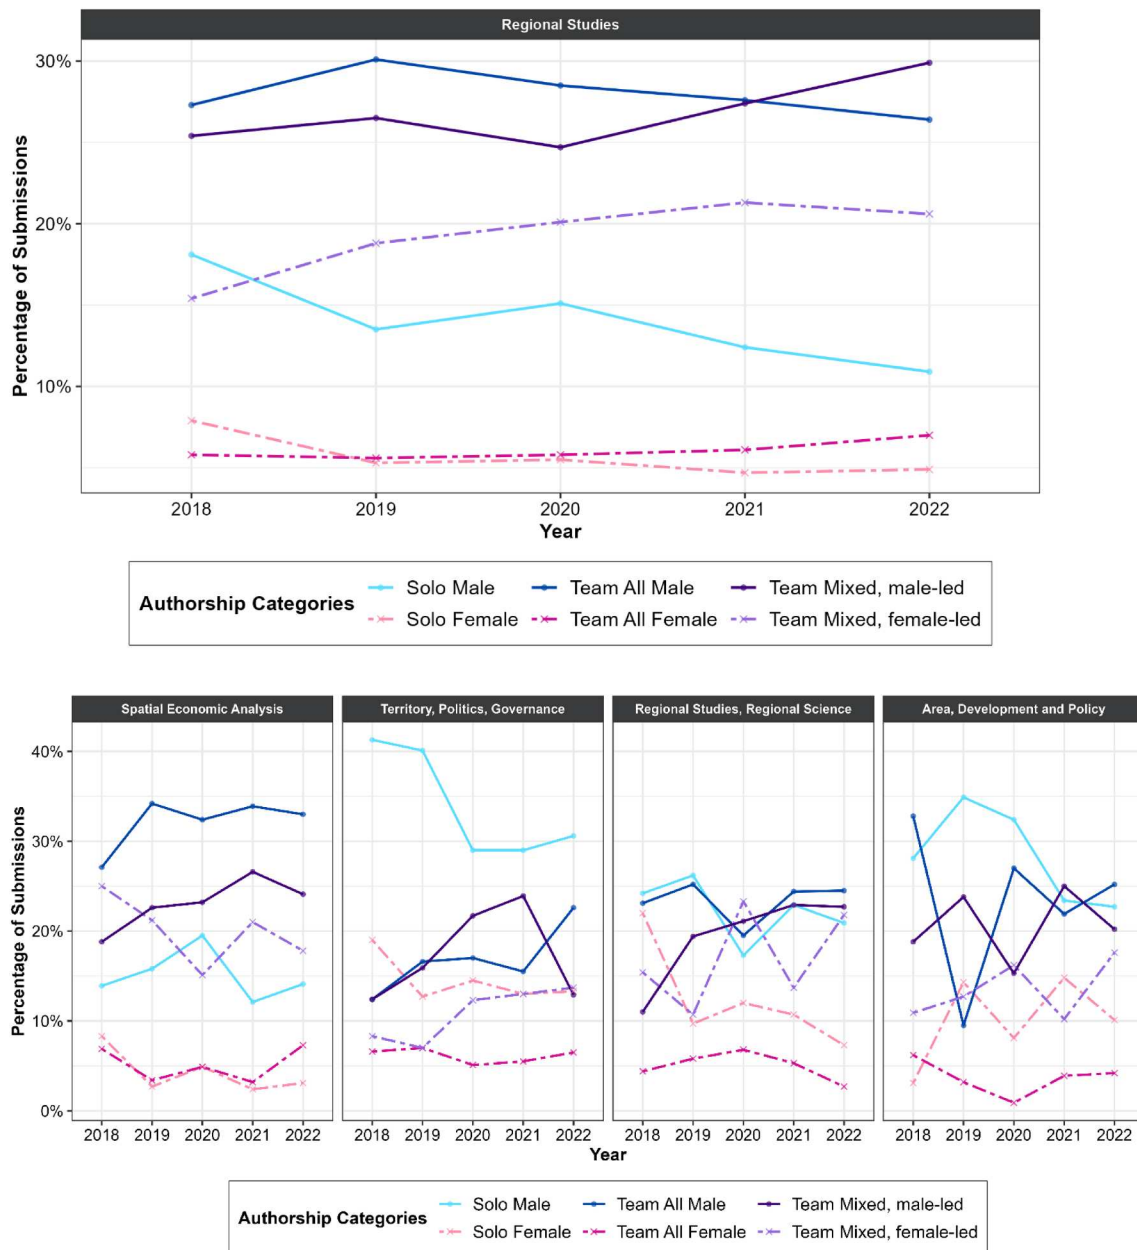 Regional Studies
30%
20%
10%
Percentage of Submissions
2018 2019 2020 2021 2022
Year
Authorship Categories
Solo Male Team All Male Team Mixed, male-led
Solo Female Team All Female Team Mixed, female-led
Spatial Economic Analysis Territory, Politics, Governance Regional Studies, Regional Science Area, Development and Policy
40%
30%
20%
10%
0%
Percentage of Submissions
2018 2019 2020 2021 2022 2018 2019 2020 2021 2022 2018 2019 2020 2021 2022 2018 2019 2020 2021 2022
Year
Authorship Categories
Solo Male Team All Male Team Mixed, male-led
Solo Female Team All Female Team Mixed, female-led